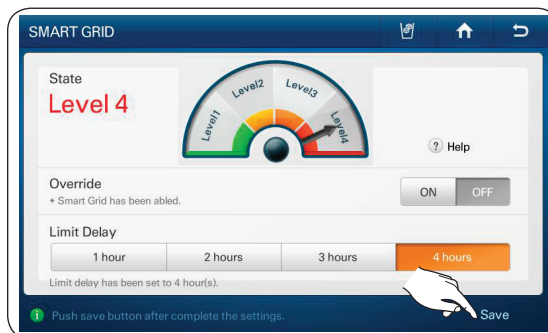 SMART GRID
State
Level 4
Level1
Level2
Level3
Level4
? Help
Override
• Smart Grid has been abled.
ON OFF
Limit Delay
1 hour 2 hours 3 hours 4 hours
Limit delay has been set to 4 hour(s).
i Push save button after complete the settings. Save